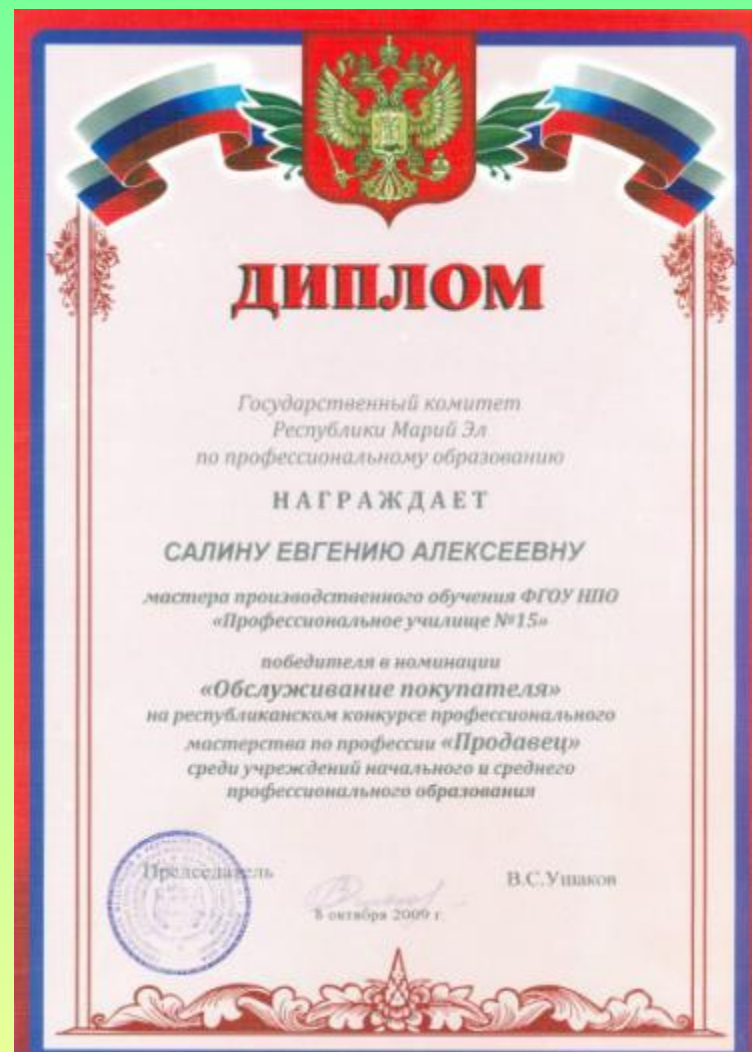 ДИПЛОМ
Государственный комитет
Республики Марий Эл
по профессиональному образованию
НАГРАЖДАЕТ
САЛИНУ ЕВГЕНИЮ АЛЕКСЕЕВНУ
мастера производственного обучения ФГОУ НПО
«Профессиональное училище №15»
победителя в номинации
«Обслуживание покупателя»
на республиканском конкурсе профессионального
мастерства по профессии «Продавец»
среди учреждений начального и среднего
профессионального образования
Председатель В.С.Ушаков
8 октября 2009 г.